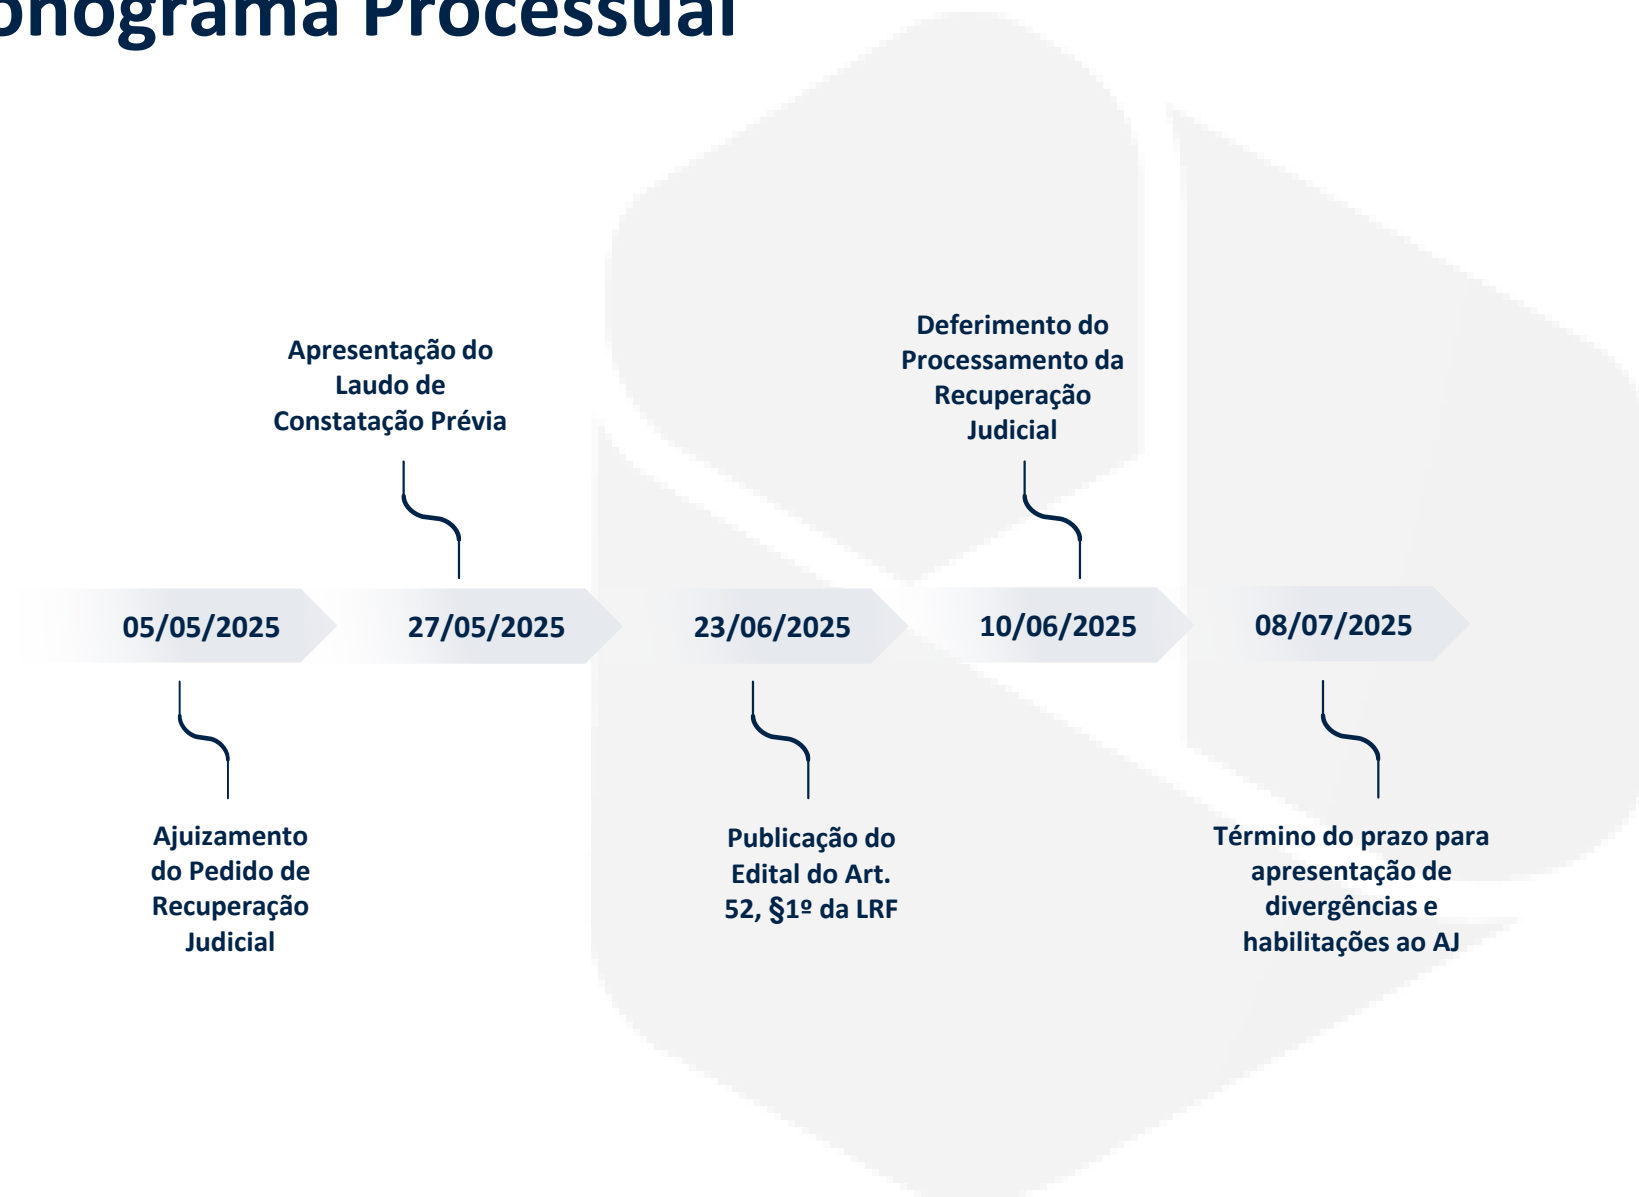 onograma Processual
Apresentação do
Laudo de
Constatação Prévia
Deferimento do
Processamento da
Recuperação
Judicial
05/05/2025
27/05/2025
23/06/2025
10/06/2025
08/07/2025
Ajuizamento
do Pedido de
Recuperação
Judicial
Publicação do
Edital do Art.
52, §1º da LRF
Término do prazo para
apresentação de
divergências e
habilitações ao AJ